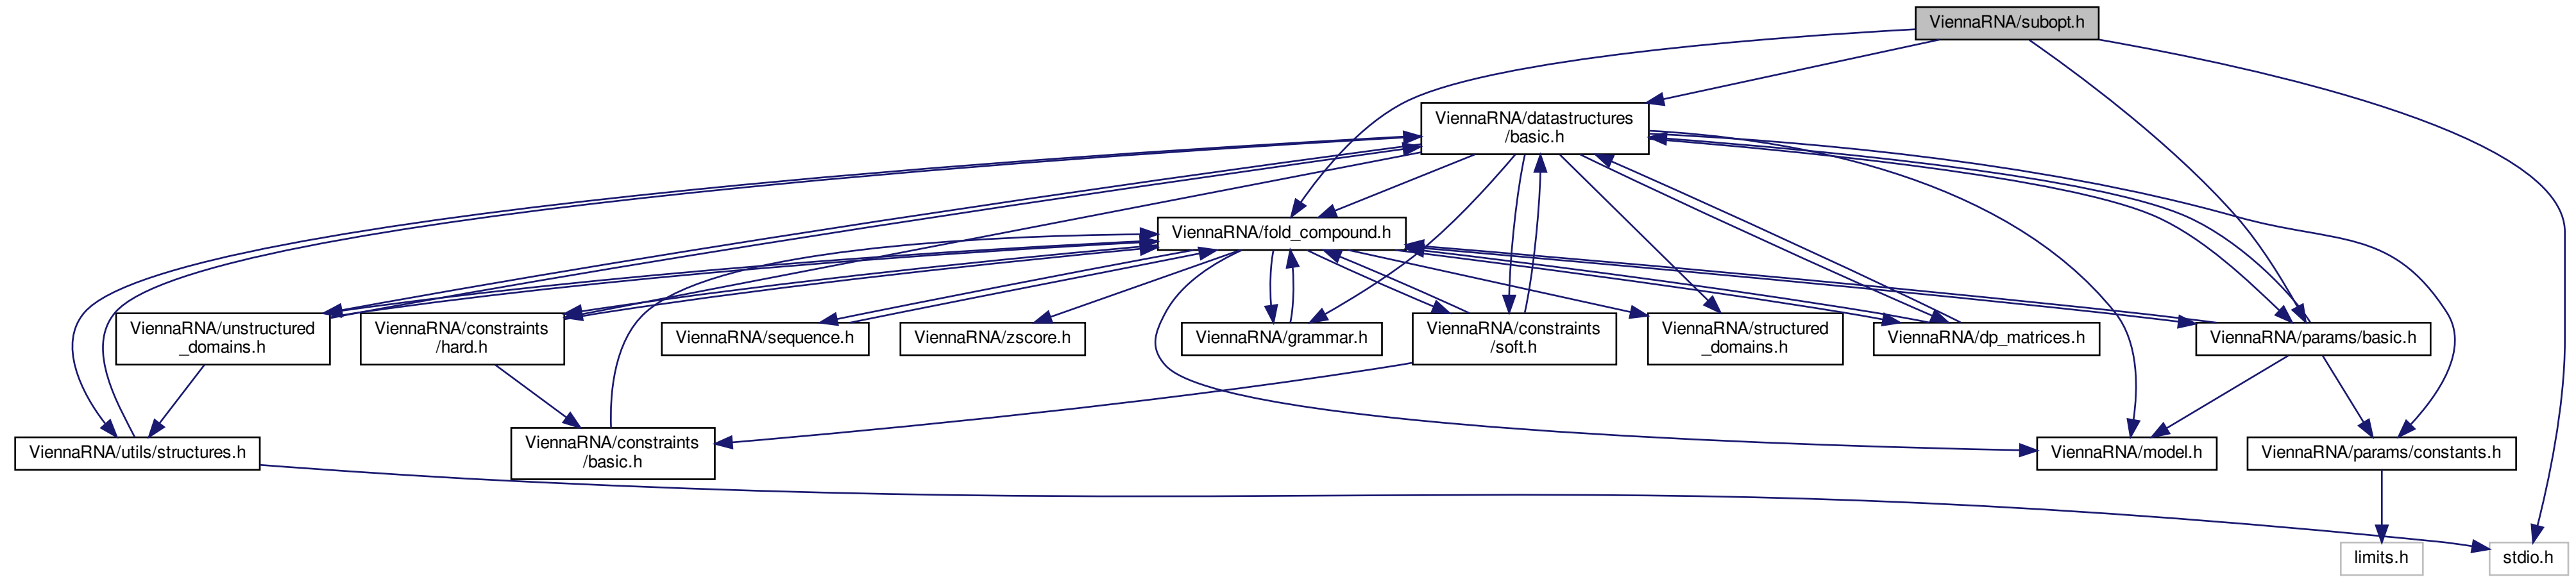 ViennaRNA/subopt.h
ViennaRNA/datastructures
/basic.h
ViennaRNA/fold_compound.h
ViennaRNA/unstructured
_domains.h
ViennaRNA/constraints
/hard.h
ViennaRNA/sequence.h
ViennaRNA/zscore.h
ViennaRNA/grammar.h
ViennaRNA/constraints
/soft.h
ViennaRNA/structured
_domains.h
ViennaRNA/dp_matrices.h
ViennaRNA/params/basic.h
ViennaRNA/utils/structures.h
ViennaRNA/constraints
/basic.h
ViennaRNA/model.h
ViennaRNA/params/constants.h
limits.h
stdio.h